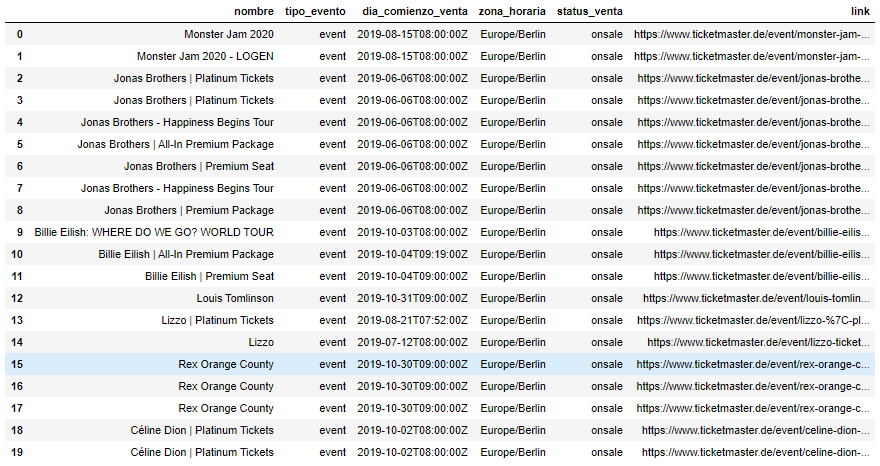 nombre tipo_evento dia_comienzo_venta zona_horaria status_venta link
0 Monster Jam 2020 event 2019-08-15T08:00:00Z Europe/Berlin onsale https://www.ticketmaster.de/event/monster-jam-...
1 Monster Jam 2020 - LOGEN event 2019-08-15T08:00:00Z Europe/Berlin onsale https://www.ticketmaster.de/event/monster-jam-...
2 Jonas Brothers | Platinum Tickets event 2019-06-06T08:00:00Z Europe/Berlin onsale https://www.ticketmaster.de/event/jonas-brothe...
3 Jonas Brothers | Platinum Tickets event 2019-06-06T08:00:00Z Europe/Berlin onsale https://www.ticketmaster.de/event/jonas-brothe...
4 Jonas Brothers - Happiness Begins Tour event 2019-06-06T08:00:00Z Europe/Berlin onsale https://www.ticketmaster.de/event/jonas-brothe...
5 Jonas Brothers | All-In Premium Package event 2019-06-06T08:00:00Z Europe/Berlin onsale https://www.ticketmaster.de/event/jonas-brothe...
6 Jonas Brothers | Premium Seat event 2019-06-06T08:00:00Z Europe/Berlin onsale https://www.ticketmaster.de/event/jonas-brothe...
7 Jonas Brothers - Happiness Begins Tour event 2019-06-06T08:00:00Z Europe/Berlin onsale https://www.ticketmaster.de/event/jonas-brothe...
8 Jonas Brothers | Premium Package event 2019-06-06T08:00:00Z Europe/Berlin onsale https://www.ticketmaster.de/event/jonas-brothe...
9 Billie Eilish: WHERE DO WE GO? WORLD TOUR event 2019-10-03T08:00:00Z Europe/Berlin onsale https://www.ticketmaster.de/event/billie-eilis...
10 Billie Eilish | All-In Premium Package event 2019-10-04T09:19:00Z Europe/Berlin onsale https://www.ticketmaster.de/event/billie-eilis...
11 Billie Eilish | Premium Seat event 2019-10-04T09:00:00Z Europe/Berlin onsale https://www.ticketmaster.de/event/billie-eilis...
12 Louis Tomlinson event 2019-10-31T09:00:00Z Europe/Berlin onsale https://www.ticketmaster.de/event/louis-tomlin...
13 Lizzo | Platinum Tickets event 2019-08-21T07:52:00Z Europe/Berlin onsale https://www.ticketmaster.de/event/lizzo-%7C-pl...
14 Lizzo event 2019-07-12T08:00:00Z Europe/Berlin onsale https://www.ticketmaster.de/event/lizzo-ticket...
15 Rex Orange County event 2019-10-30T09:00:00Z Europe/Berlin onsale https://www.ticketmaster.de/event/rex-orange-c...
16 Rex Orange County event 2019-10-30T09:00:00Z Europe/Berlin onsale https://www.ticketmaster.de/event/rex-orange-c...
17 Rex Orange County event 2019-10-30T09:00:00Z Europe/Berlin onsale https://www.ticketmaster.de/event/rex-orange-c...
18 Céline Dion | Platinum Tickets event 2019-10-02T08:00:00Z Europe/Berlin onsale https://www.ticketmaster.de/event/celine-dion-...
19 Céline Dion | Platinum Tickets event 2019-10-02T08:00:00Z Europe/Berlin onsale https://www.ticketmaster.de/event/celine-dion-...